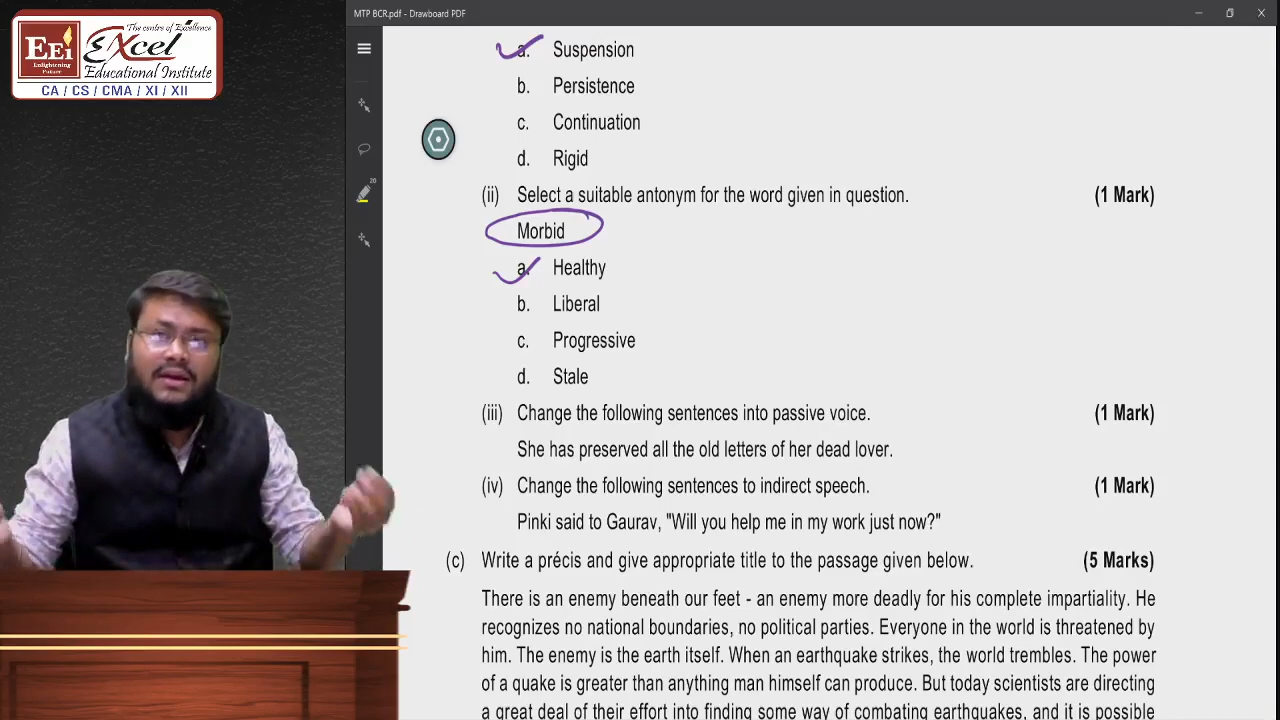 MTP BCR.pdf - Drawboard PDF
The centre of Excellence
EEi
Enlightening
Future
eXcel
Educational Institute
CA / CS / CMA / XI / XII
20
a. Suspension
b. Persistence
c. Continuation
d. Rigid
(ii) Select a suitable antonym for the word given in question. (1 Mark)
Morbid
a. Healthy
b. Liberal
c. Progressive
d. Stale
(iii) Change the following sentences into passive voice. (1 Mark)
She has preserved all the old letters of her dead lover.
(iv) Change the following sentences to indirect speech. (1 Mark)
Pinki said to Gaurav, "Will you help me in my work just now?"
(c) Write a précis and give appropriate title to the passage given below. (5 Marks)
There is an enemy beneath our feet - an enemy more deadly for his complete impartiality. He
recognizes no national boundaries, no political parties. Everyone in the world is threatened by
him. The enemy is the earth itself. When an earthquake strikes, the world trembles. The power
of a quake is greater than anything man himself can produce. But today scientists are directing
a great deal of their effort into finding some way of combating earthquakes, and it is possible